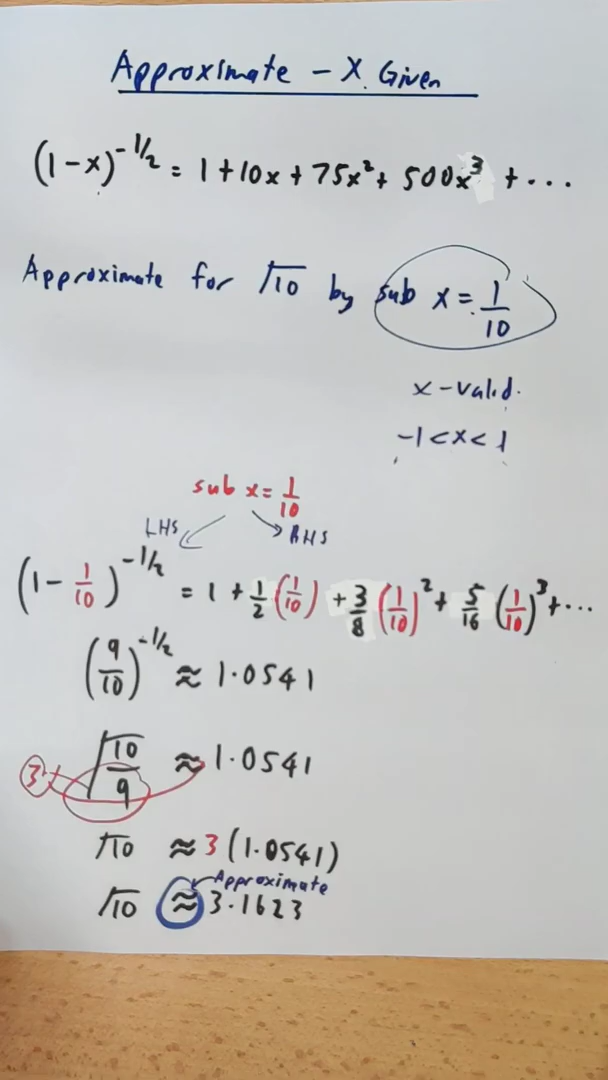 Approximate - X Given
(1-x)^-1/2 = 1 + 10x + 75x² + 500x³ + ...
Approximate for √10 by sub x = 1/10
x - valid.
-1 < x < 1
sub x = 1/10
LHS
RHS
(1 - 1/10)^-1/2 = 1 + 1/2 (1/10) + 3/8 (1/10)² + 5/16 (1/10)³ + ...
(9/10)^-1/2 ≈ 1.0541
3 √10/9 ≈ 1.0541
√10 ≈ 3(1.0541)
Approximate
√10 ≈ 3.1623